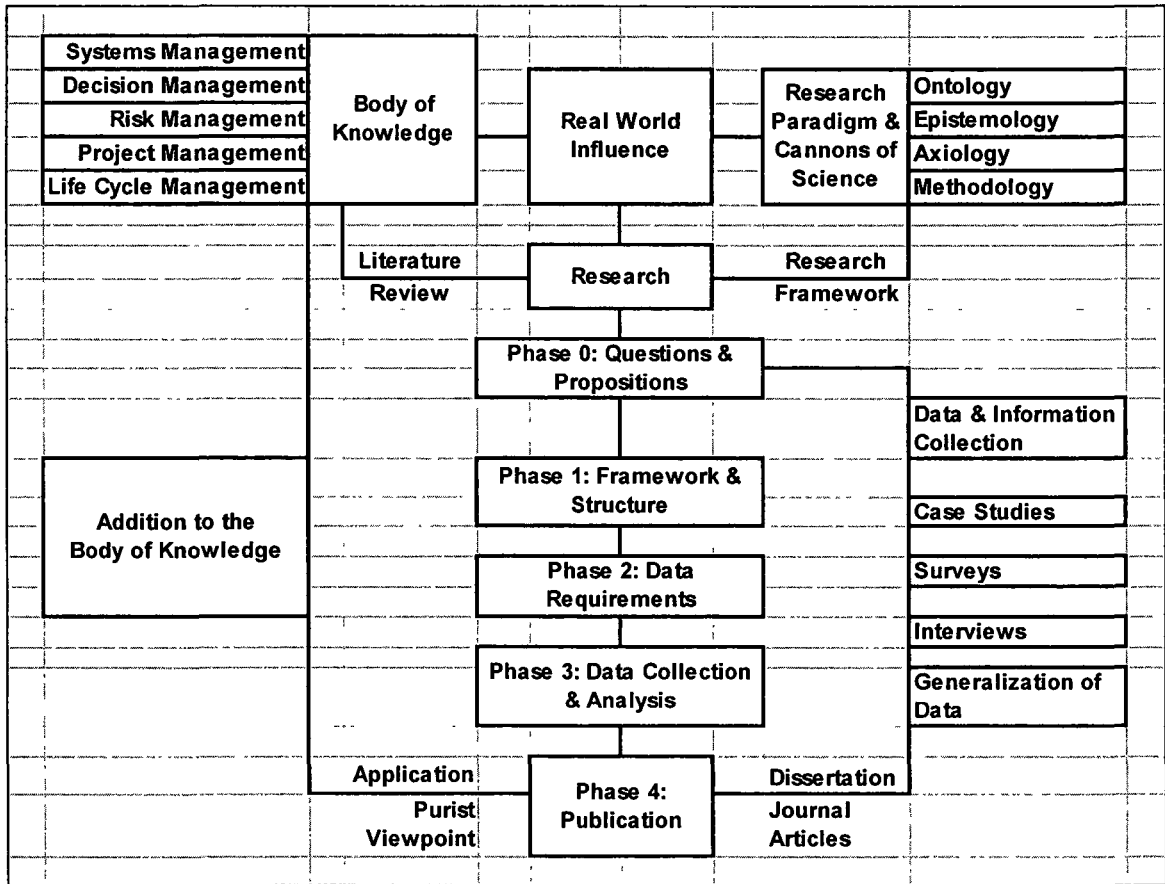 Systems Management
Decision Management
Risk Management
Project Management
Life Cycle Management
Body of
Knowledge
Real World
Influence
Research
Paradigm &
Cannons of
Science
Ontology
Epistemology
Axiology
Methodology
Literature
Review
Research
Research
Framework
Phase 0: Questions &
Propositions
Data & Information
Collection
Phase 1: Framework &
Structure
Case Studies
Addition to the
Body of Knowledge
Phase 2: Data
Requirements
Surveys
Interviews
Phase 3: Data Collection
& Analysis
Generalization of
Data
Application
Purist
Viewpoint
Phase 4:
Publication
Dissertation
Journal
Articles